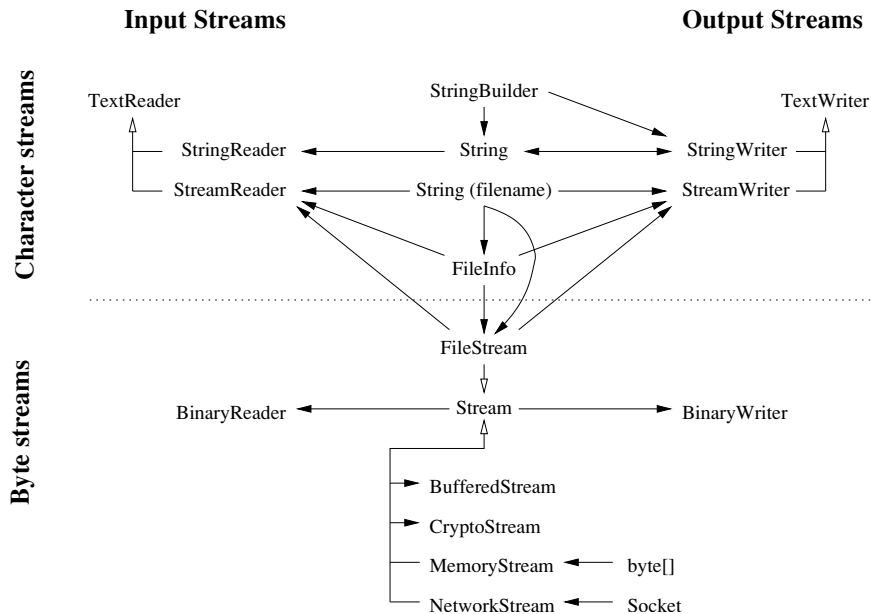 Input Streams
Output Streams
Character streams
StringBuilder
TextReader
TextWriter
StringReader
String
StringWriter
StreamReader
String (filename)
StreamWriter
FileInfo
Byte streams
FileStream
BinaryReader
Stream
BinaryWriter
BufferedStream
CryptoStream
MemoryStream
byte[]
NetworkStream
Socket